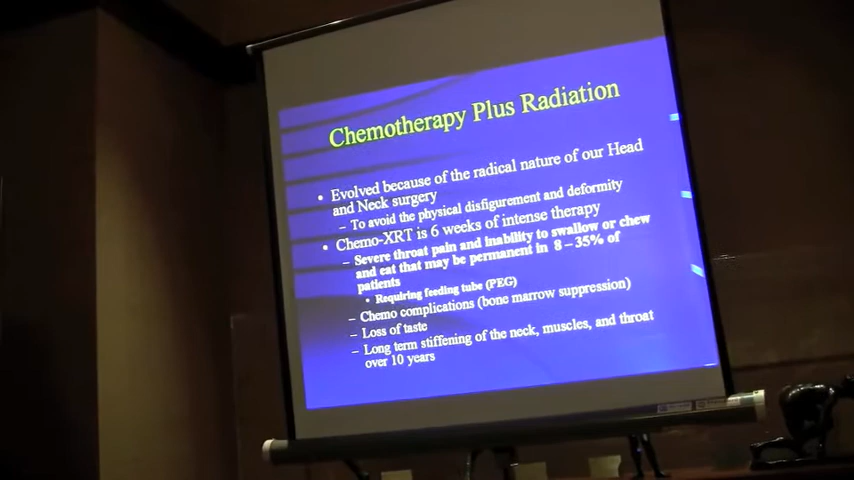 Chemotherapy Plus Radiation
• Evolved because of the radical nature of our Head
and Neck surgery
– To avoid the physical disfigurement and deformity
• Chemo-XRT is 6 weeks of intense therapy
– Severe throat pain and inability to swallow or chew
and eat that may be permanent in 8 – 35% of
patients
• Requiring feeding tube (PEG)
– Chemo complications (bone marrow suppression)
– Loss of taste
– Long term stiffening of the neck, muscles, and throat
over 10 years